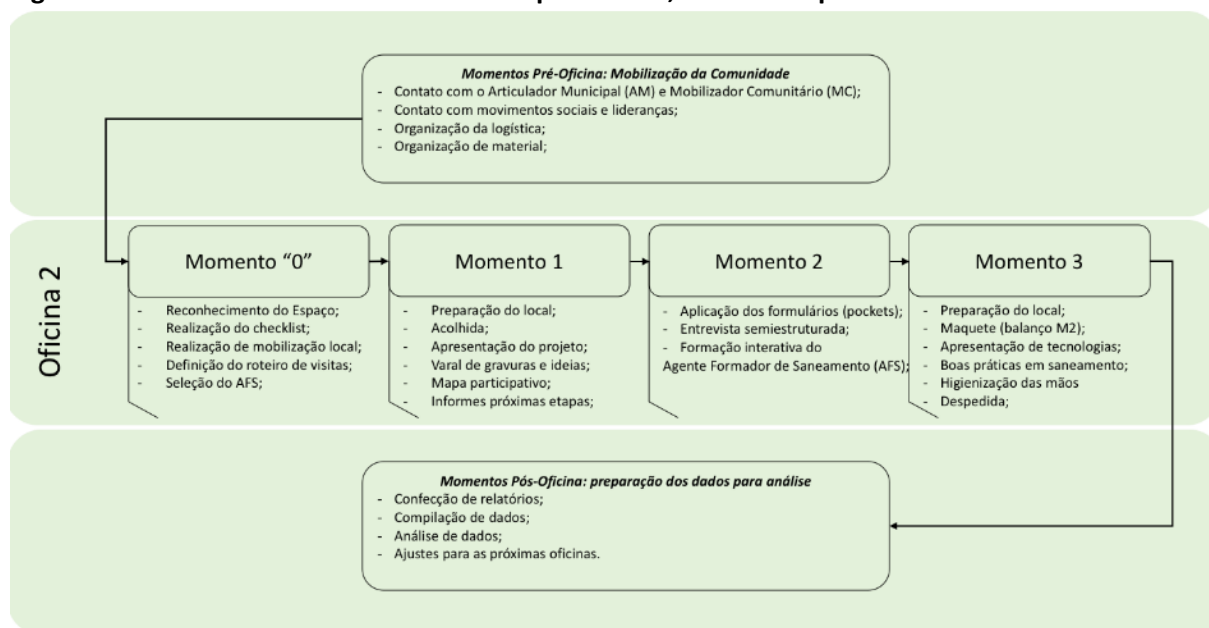 Momentos Pré-Oficina: Mobilização da Comunidade
- Contato com o Articulador Municipal (AM) e Mobilizador Comunitário (MC);
- Contato com movimentos sociais e lideranças;
- Organização da logística;
- Organização de material;
Oficina 2
Momento "0"
- Reconhecimento do Espaço;
- Realização do checklist;
- Realização de mobilização local;
- Definição do roteiro de visitas;
- Seleção do AFS;
Momento 1
- Preparação do local;
- Acolhida;
- Apresentação do projeto;
- Varal de gravuras e ideias;
- Mapa participativo;
- Informes próximas etapas;
Momento 2
- Aplicação dos formulários (pockets);
- Entrevista semiestruturada;
- Formação interativa do
Agente Formador de Saneamento (AFS);
Momento 3
- Preparação do local;
- Maquete (balanço M2);
- Apresentação de tecnologias;
- Boas práticas em saneamento;
- Higienização das mãos
- Despedida;
Momentos Pós-Oficina: preparação dos dados para análise
- Confecção de relatórios;
- Compilação de dados;
- Análise de dados;
- Ajustes para as próximas oficinas.